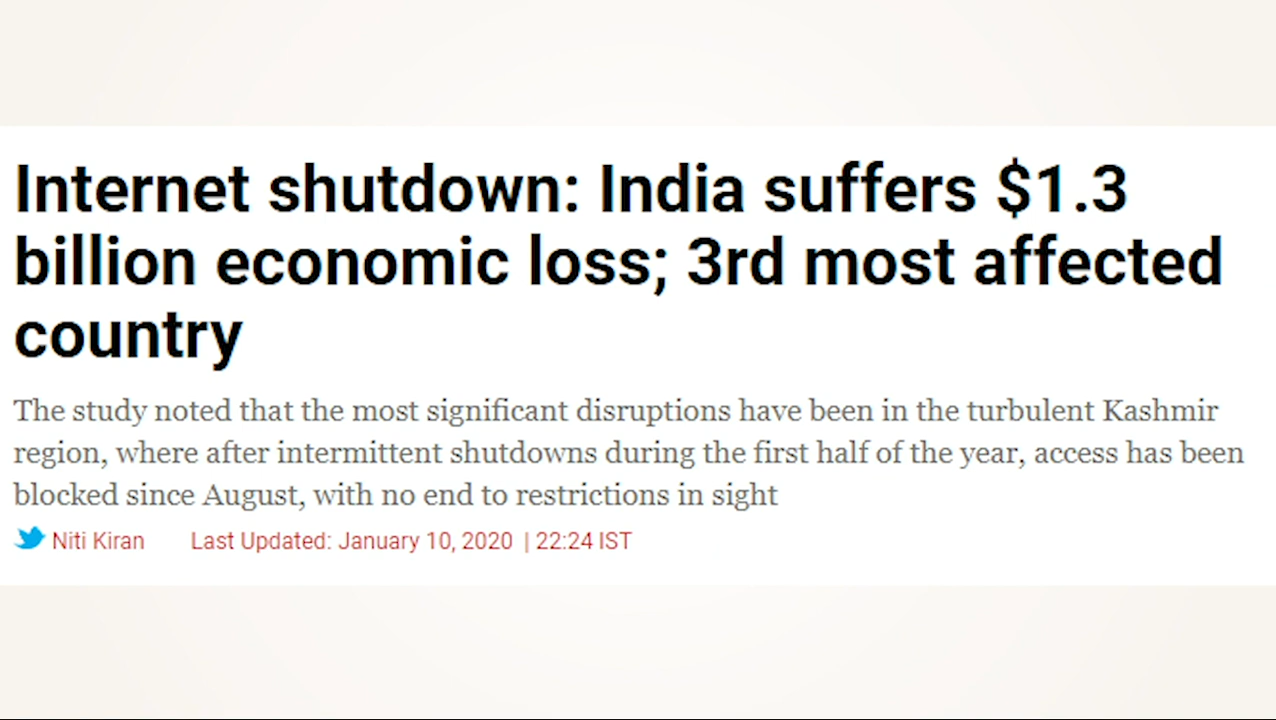 Internet shutdown: India suffers $1.3
billion economic loss; 3rd most affected
country
The study noted that the most significant disruptions have been in the turbulent Kashmir
region, where after intermittent shutdowns during the first half of the year, access has been
blocked since August, with no end to restrictions in sight
Niti Kiran Last Updated: January 10, 2020 | 22:24 IST